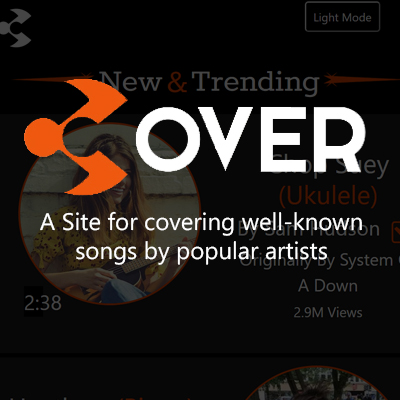 Light Mode
New & Trending
COVER
A Site for covering well-known
songs by popular artists
Chop Suey
(Ukulele)
By Sam Hudson
Originally By System
A Down
2.9M Views
2:38